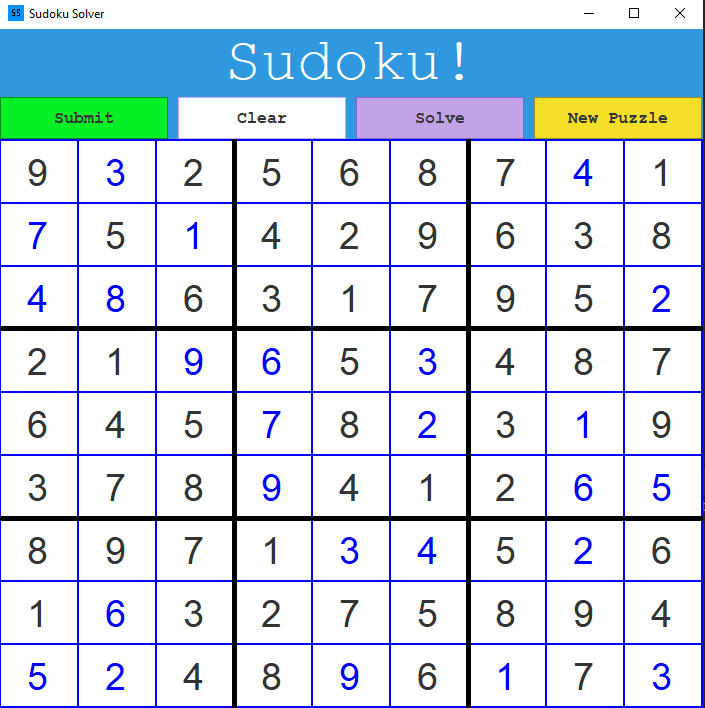 SS Sudoku Solver
Sudoku!
Submit Clear Solve New Puzzle
9 3 2 5 6 8 7 4 1
7 5 1 4 2 9 6 3 8
4 8 6 3 1 7 9 5 2
2 1 9 6 5 3 4 8 7
6 4 5 7 8 2 3 1 9
3 7 8 9 4 1 2 6 5
8 9 7 1 3 4 5 2 6
1 6 3 2 7 5 8 9 4
5 2 4 8 9 6 1 7 3